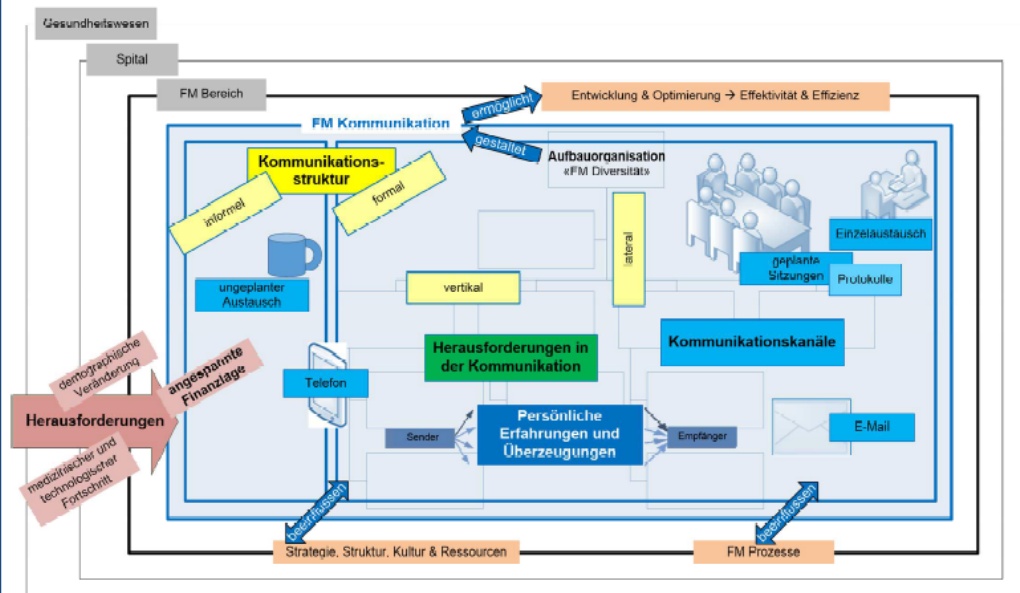 Gesundheitswesen
Spital
FM Bereich
ermöglicht
Entwicklung & Optimierung → Effektivität & Effizienz
FM Kommunikation
gestaltet
Aufbauorganisation
«FM Diversität»
Kommunikations-
struktur
informel
formal
lateral
Einzelaustausch
geplante
Sitzungen
Protokolle
ungeplanter
Austausch
vertikal
Herausforderungen in
der Kommunikation
Kommunikationskanäle
demographische
Veränderung
angespannte
Finanzlage
Telefon
Herausforderungen
Sender
Persönliche
Erfahrungen und
Überzeugungen
Empfänger
E-Mail
medizinischer und
technologischer
Fortschritt
beeinflussen
beeinflussen
Strategie, Struktur, Kultur & Ressourcen
FM Prozesse